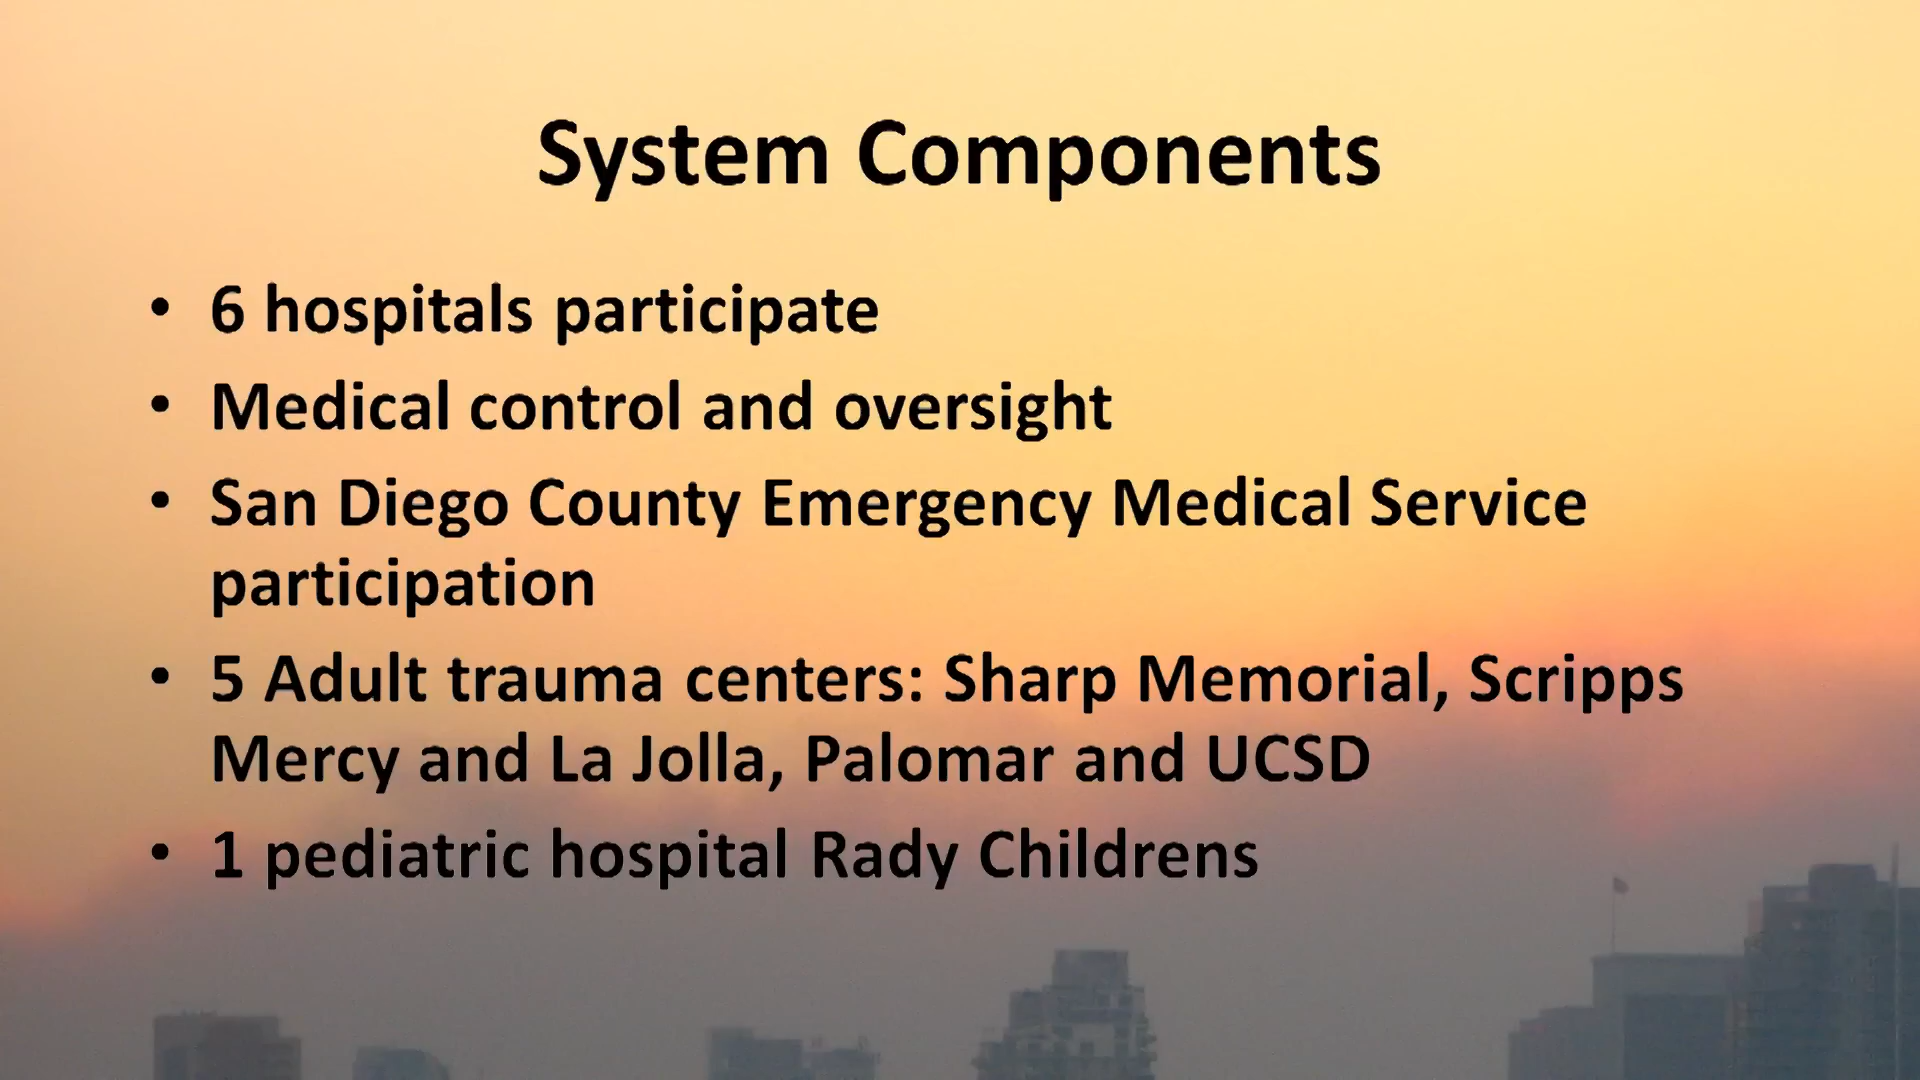 System Components
• 6 hospitals participate
• Medical control and oversight
• San Diego County Emergency Medical Service
participation
• 5 Adult trauma centers: Sharp Memorial, Scripps
Mercy and La Jolla, Palomar and UCSD
• 1 pediatric hospital Rady Childrens